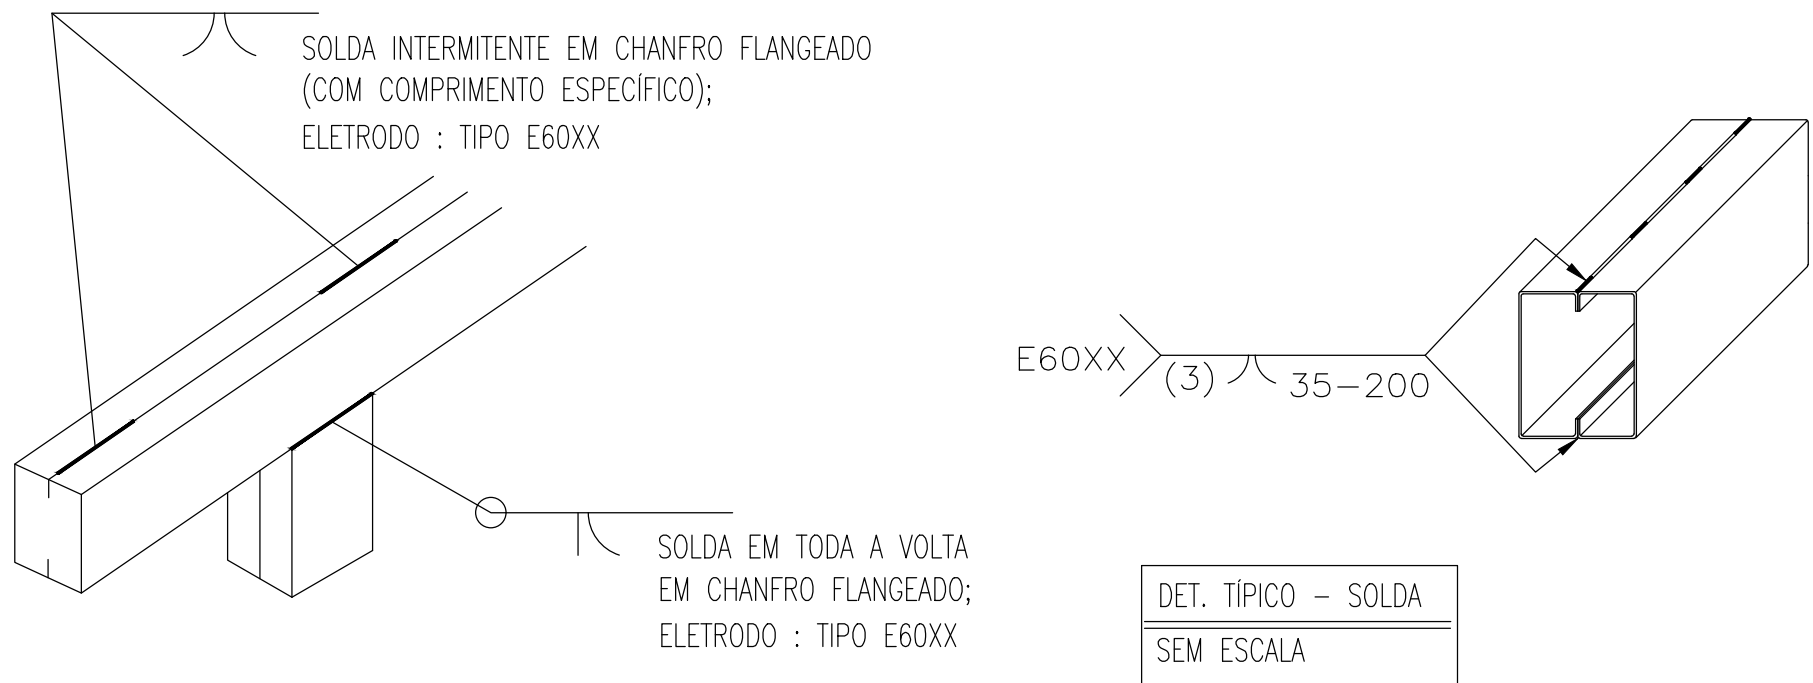 SOLDA INTERMITENTE EM CHANFRO FLANGEADO
(COM COMPRIMENTO ESPECÍFICO);
ELETRODO : TIPO E60XX
E60XX
(3)
35-200
SOLDA EM TODA A VOLTA
EM CHANFRO FLANGEADO;
ELETRODO : TIPO E60XX
DET. TÍPICO - SOLDA
SEM ESCALA